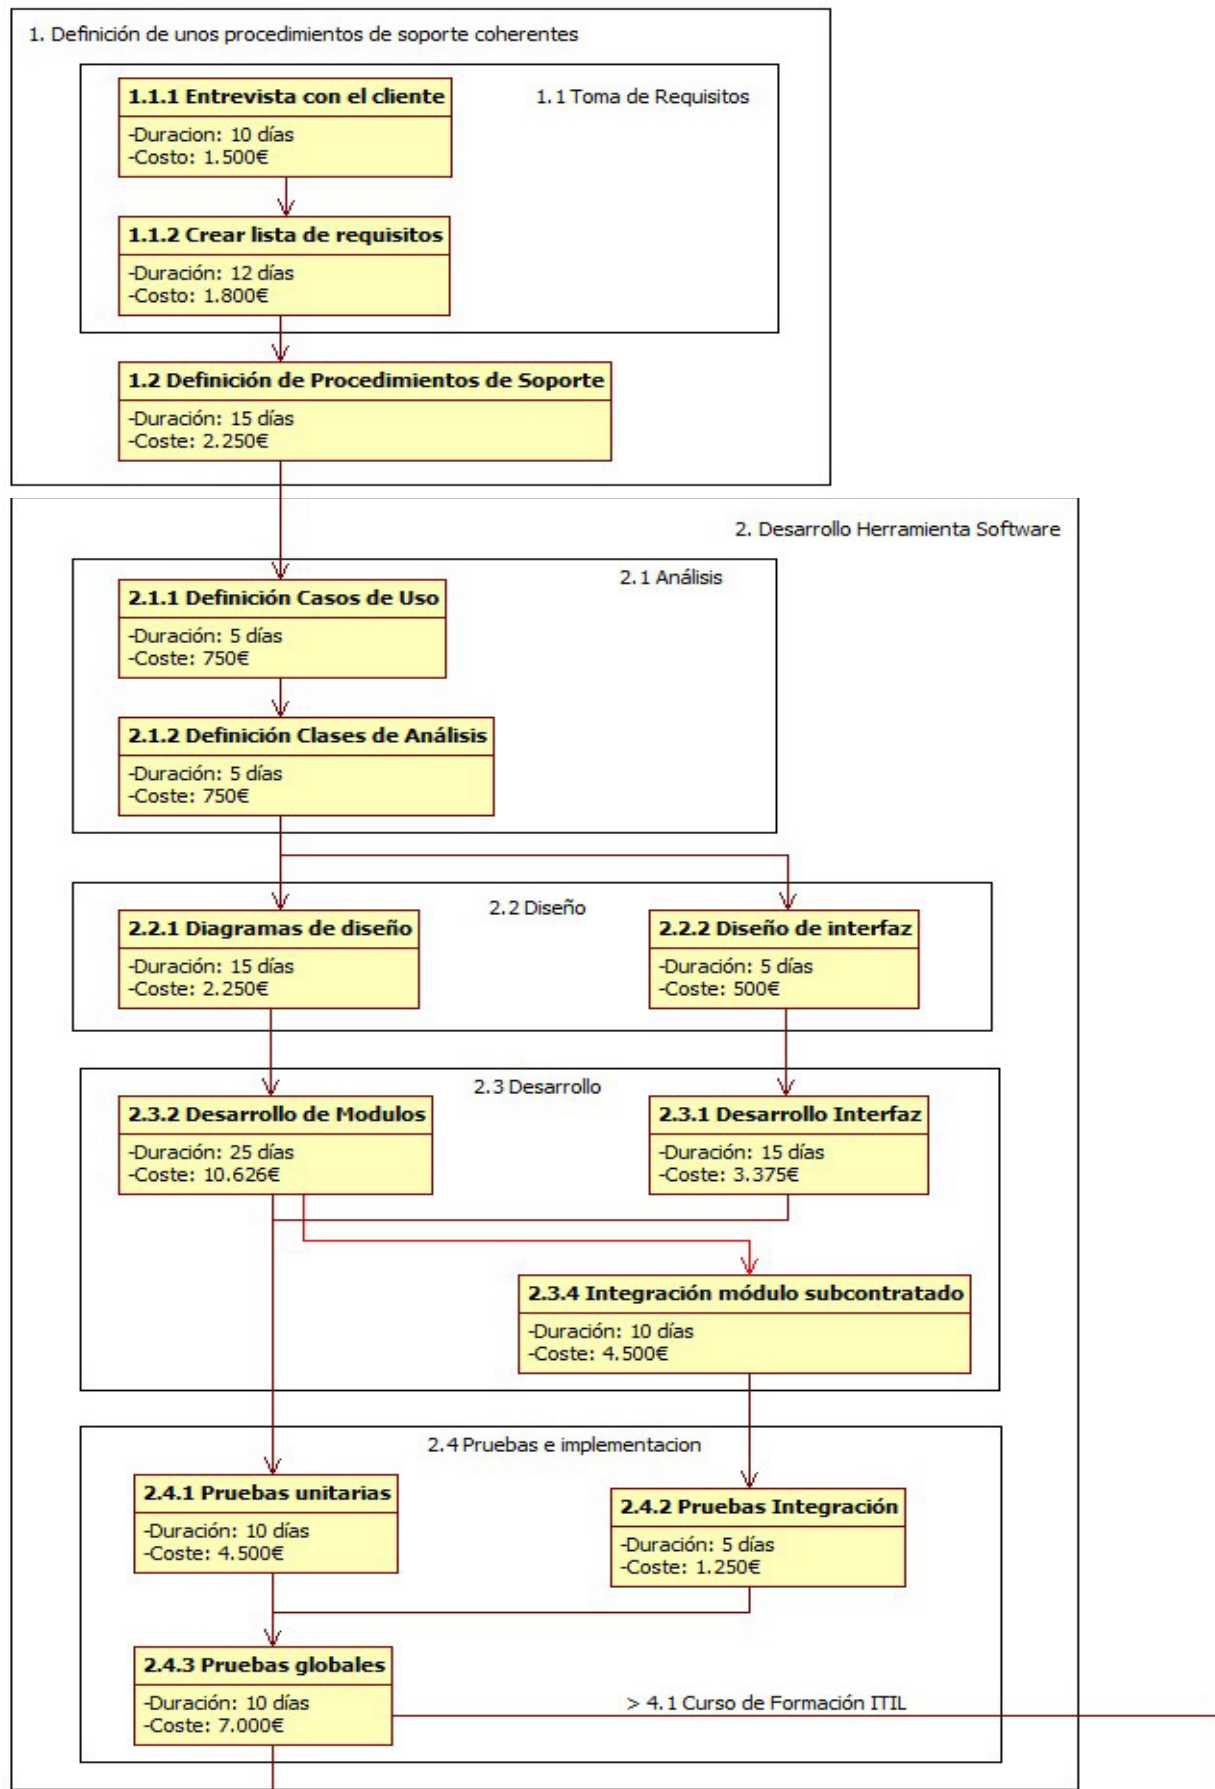 1. Definición de unos procedimientos de soporte coherentes
1.1.1 Entrevista con el cliente
1.1 Toma de Requisitos
-Duracion: 10 días
-Costo: 1.500€
1.1.2 Crear lista de requisitos
-Duración: 12 días
-Costo: 1.800€
1.2 Definición de Procedimientos de Soporte
-Duración: 15 días
-Coste: 2.250€
2. Desarrollo Herramienta Software
2.1 Análisis
2.1.1 Definición Casos de Uso
-Duración: 5 días
-Coste: 750€
2.1.2 Definición Clases de Análisis
-Duración: 5 días
-Coste: 750€
2.2 Diseño
2.2.1 Diagramas de diseño
-Duración: 15 días
-Coste: 2.250€
2.2.2 Diseño de interfaz
-Duración: 5 días
-Coste: 500€
2.3 Desarrollo
2.3.2 Desarrollo de Modulos
-Duración: 25 días
-Coste: 10.626€
2.3.1 Desarrollo Interfaz
-Duración: 15 días
-Coste: 3.375€
2.3.4 Integración módulo subcontratado
-Duración: 10 días
-Coste: 4.500€
2.4 Pruebas e implementacion
2.4.1 Pruebas unitarias
-Duración: 10 días
-Coste: 4.500€
2.4.2 Pruebas Integración
-Duración: 5 días
-Coste: 1.250€
2.4.3 Pruebas globales
-Duración: 10 días
-Coste: 7.000€
> 4.1 Curso de Formación ITIL